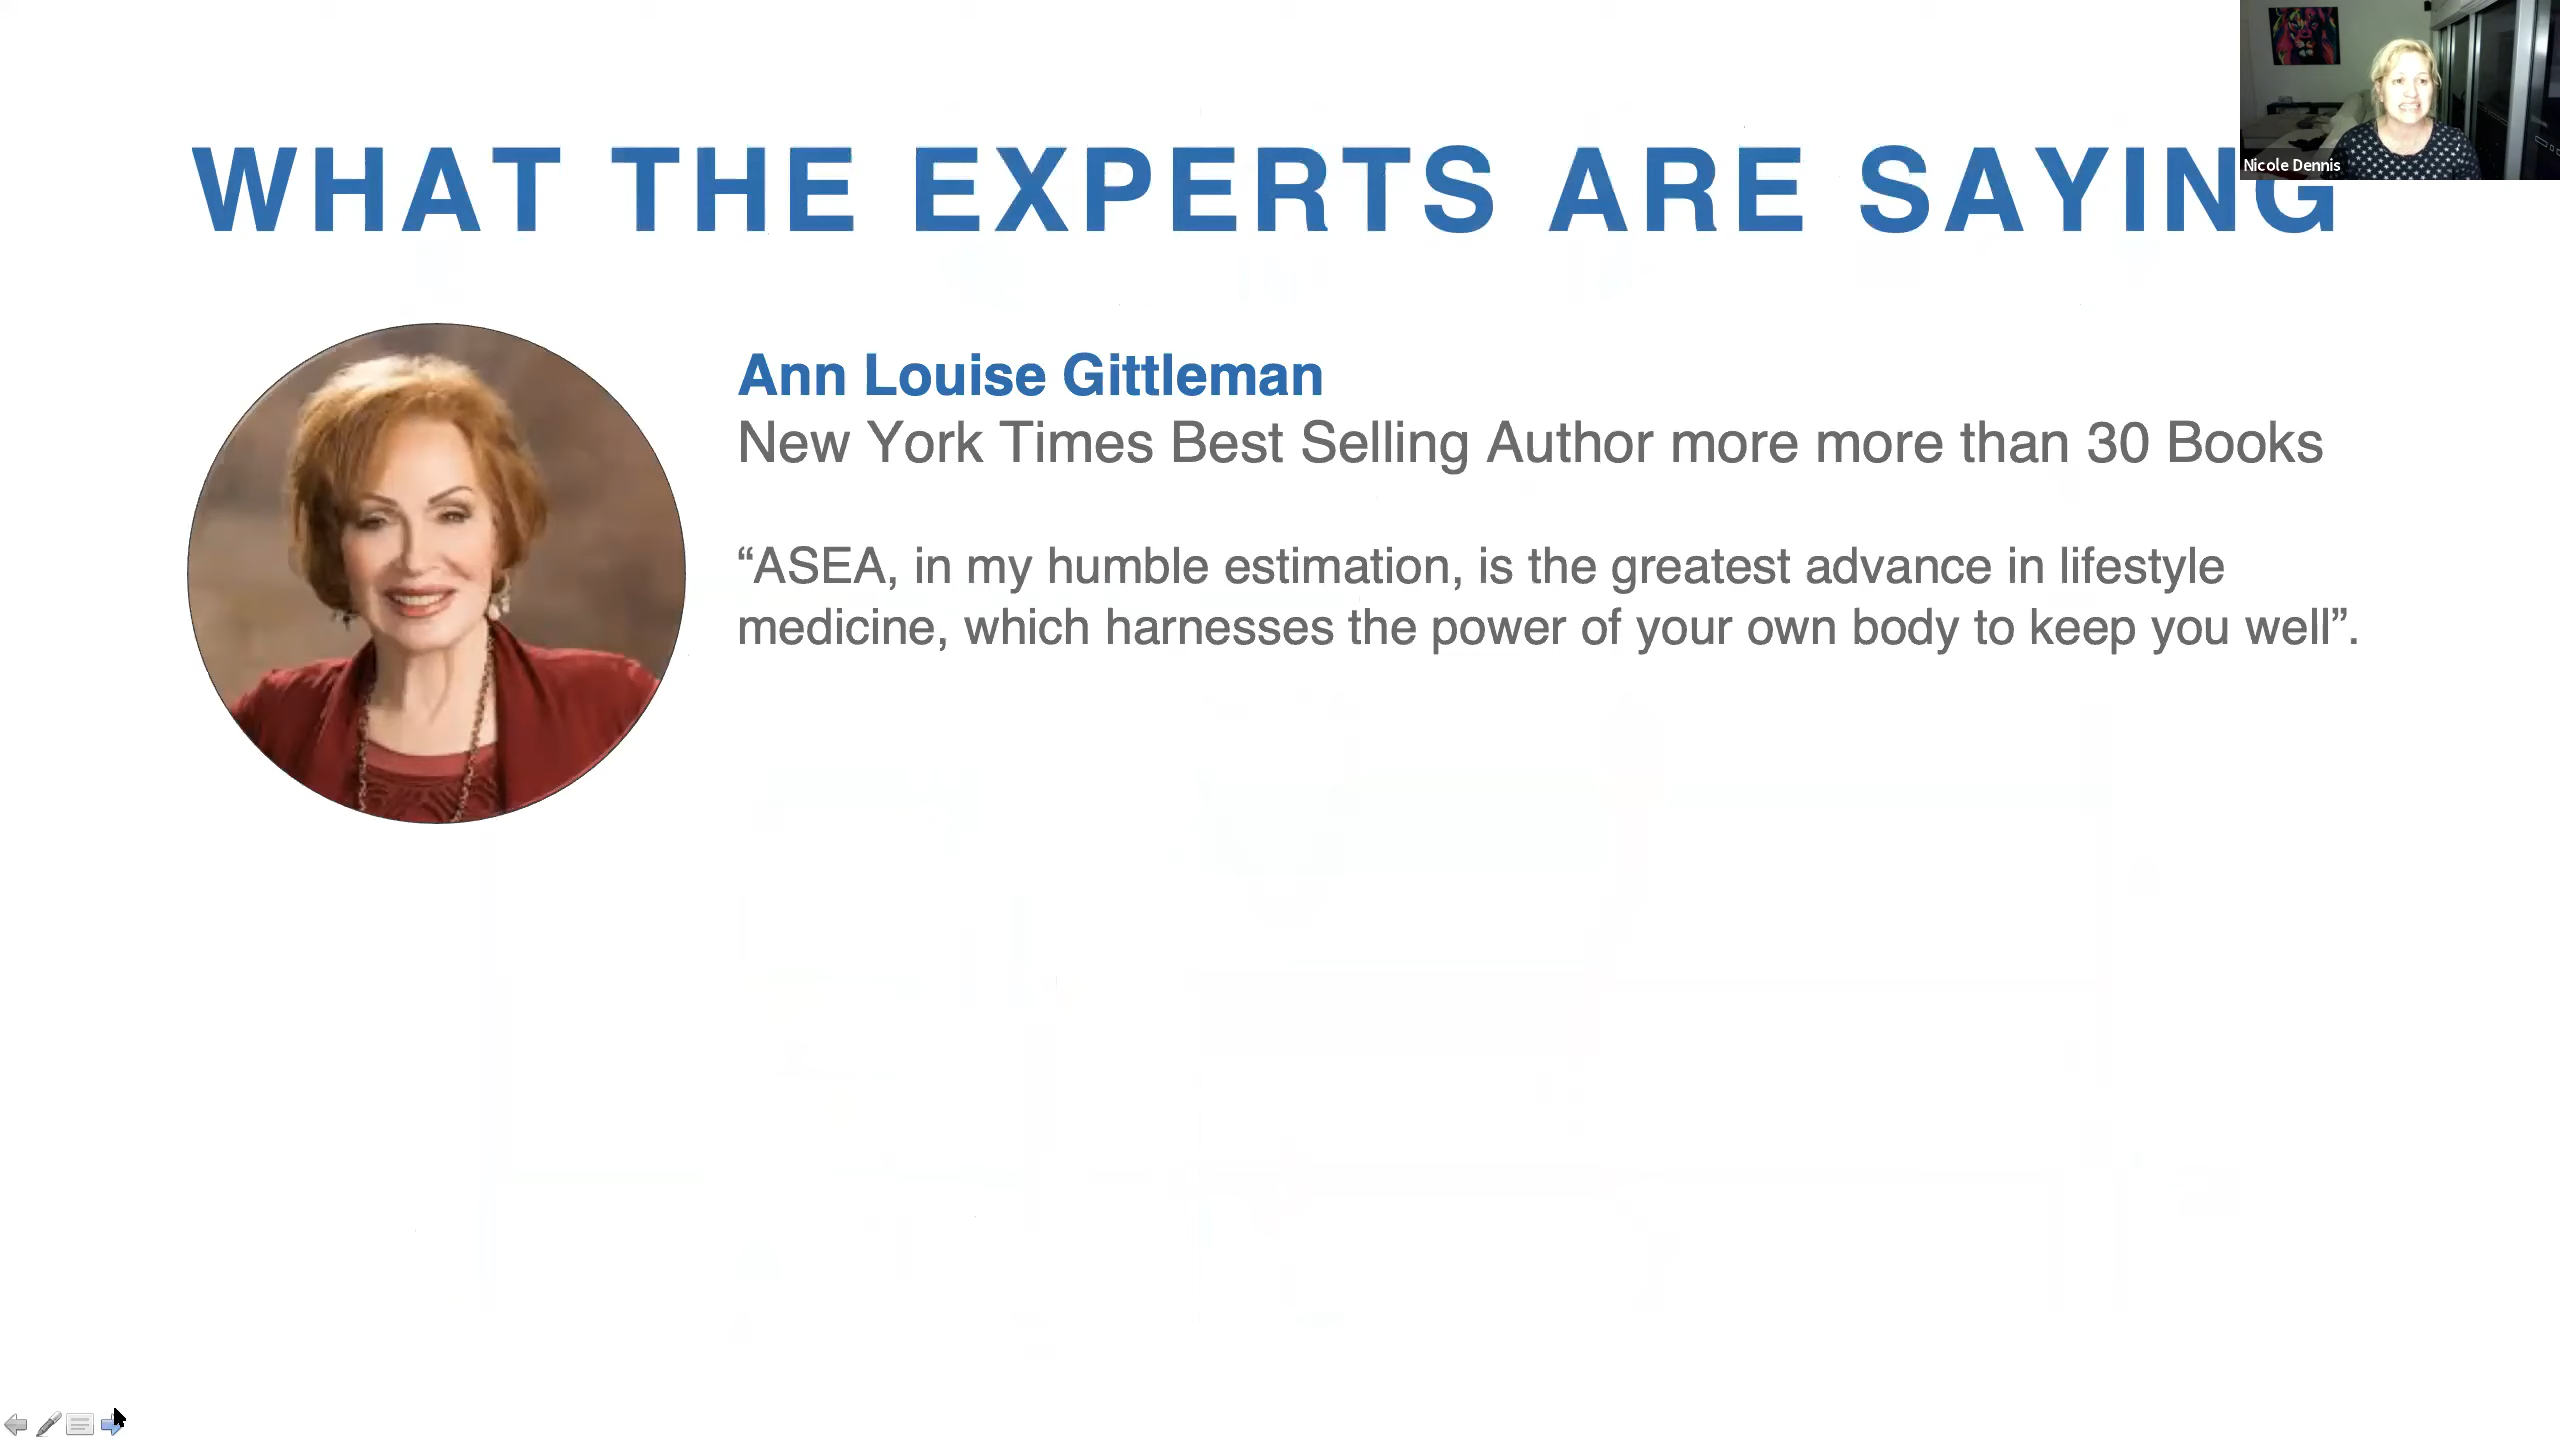 WHAT THE EXPERTS ARE SAYING
Nicole Dennis
Ann Louise Gittleman
New York Times Best Selling Author more more than 30 Books
“ASEA, in my humble estimation, is the greatest advance in lifestyle
medicine, which harnesses the power of your own body to keep you well”.